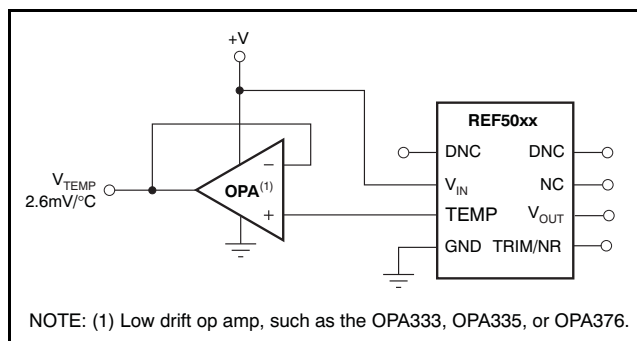 +V
REF50xx
DNC DNC
V_TEMP
2.6mV/°C
−
OPA(1)
+
V_IN NC
TEMP V_OUT
GND TRIM/NR
NOTE: (1) Low drift op amp, such as the OPA333, OPA335, or OPA376.